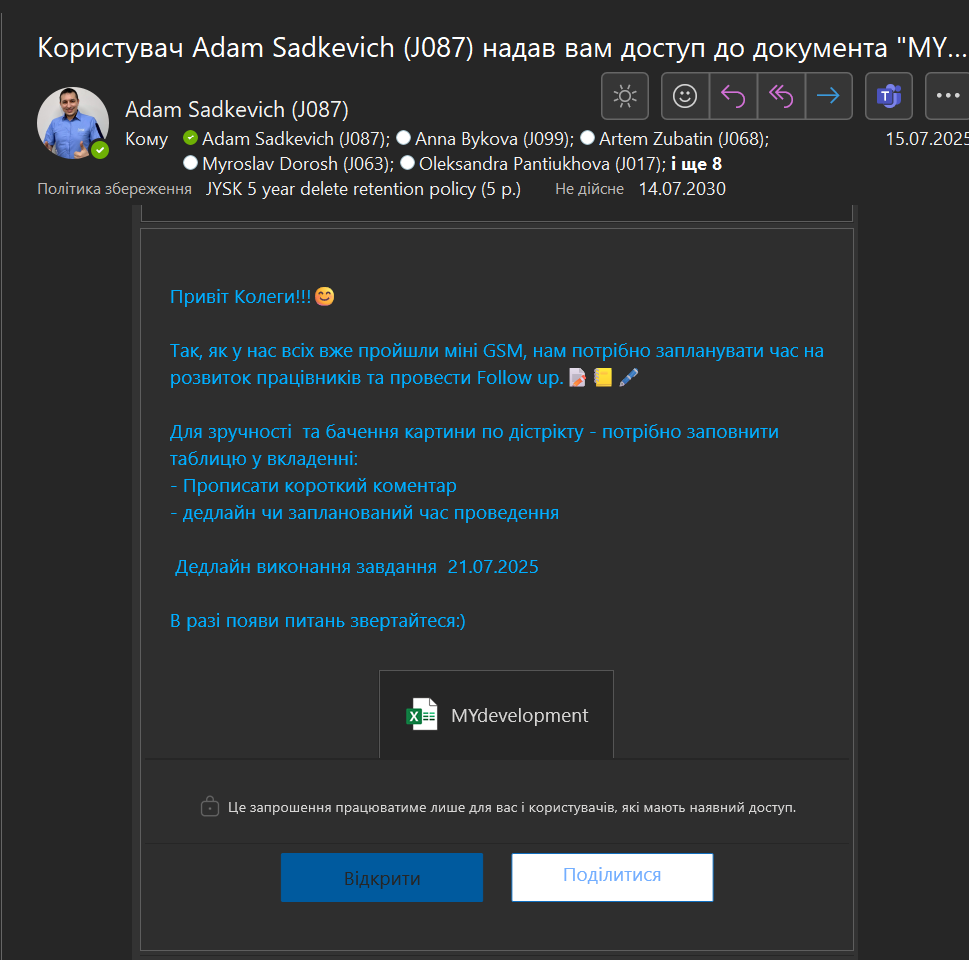 Користувач Adam Sadkevich (J087) надав вам доступ до документа "MY...
Adam Sadkevich (J087)
Кому Adam Sadkevich (J087); Anna Bykova (J099); Artem Zubatin (J068);
15.07.2025
Myroslav Dorosh (J063); Oleksandra Pantiukhova (J017); і ще 8
Політика збереження JYSK 5 year delete retention policy (5 р.) Не дійсне 14.07.2030
Привіт Колеги!!!😊
Так, як у нас всіх вже пройшли міні GSM, нам потрібно запланувати час на
розвиток працівників та провести Follow up.
Для зручності  та бачення картини по дістрікту - потрібно заповнити
таблицю у вкладенні:
- Прописати короткий коментар
- дедлайн чи запланований час проведення
Дедлайн виконання завдання  21.07.2025
В разі появи питань звертайтеся:)
MYdevelopment
Це запрошення працюватиме лише для вас і користувачів, які мають наявний доступ.
Відкрити
Поділитися